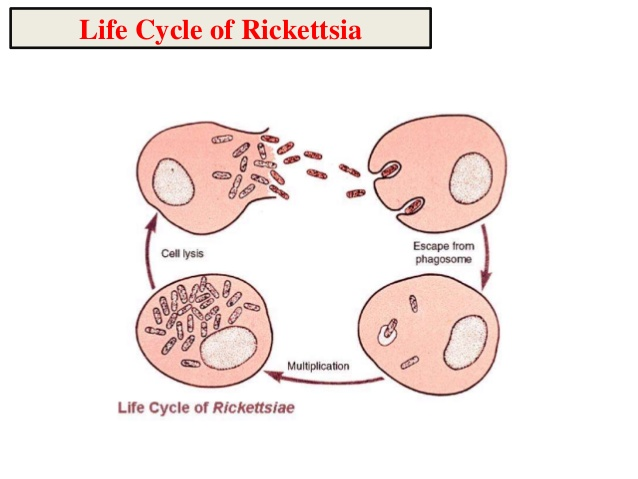 Life Cycle of Rickettsia
Cell lysis
Escape from
phagosome
Multiplication
Life Cycle of Rickettsiae